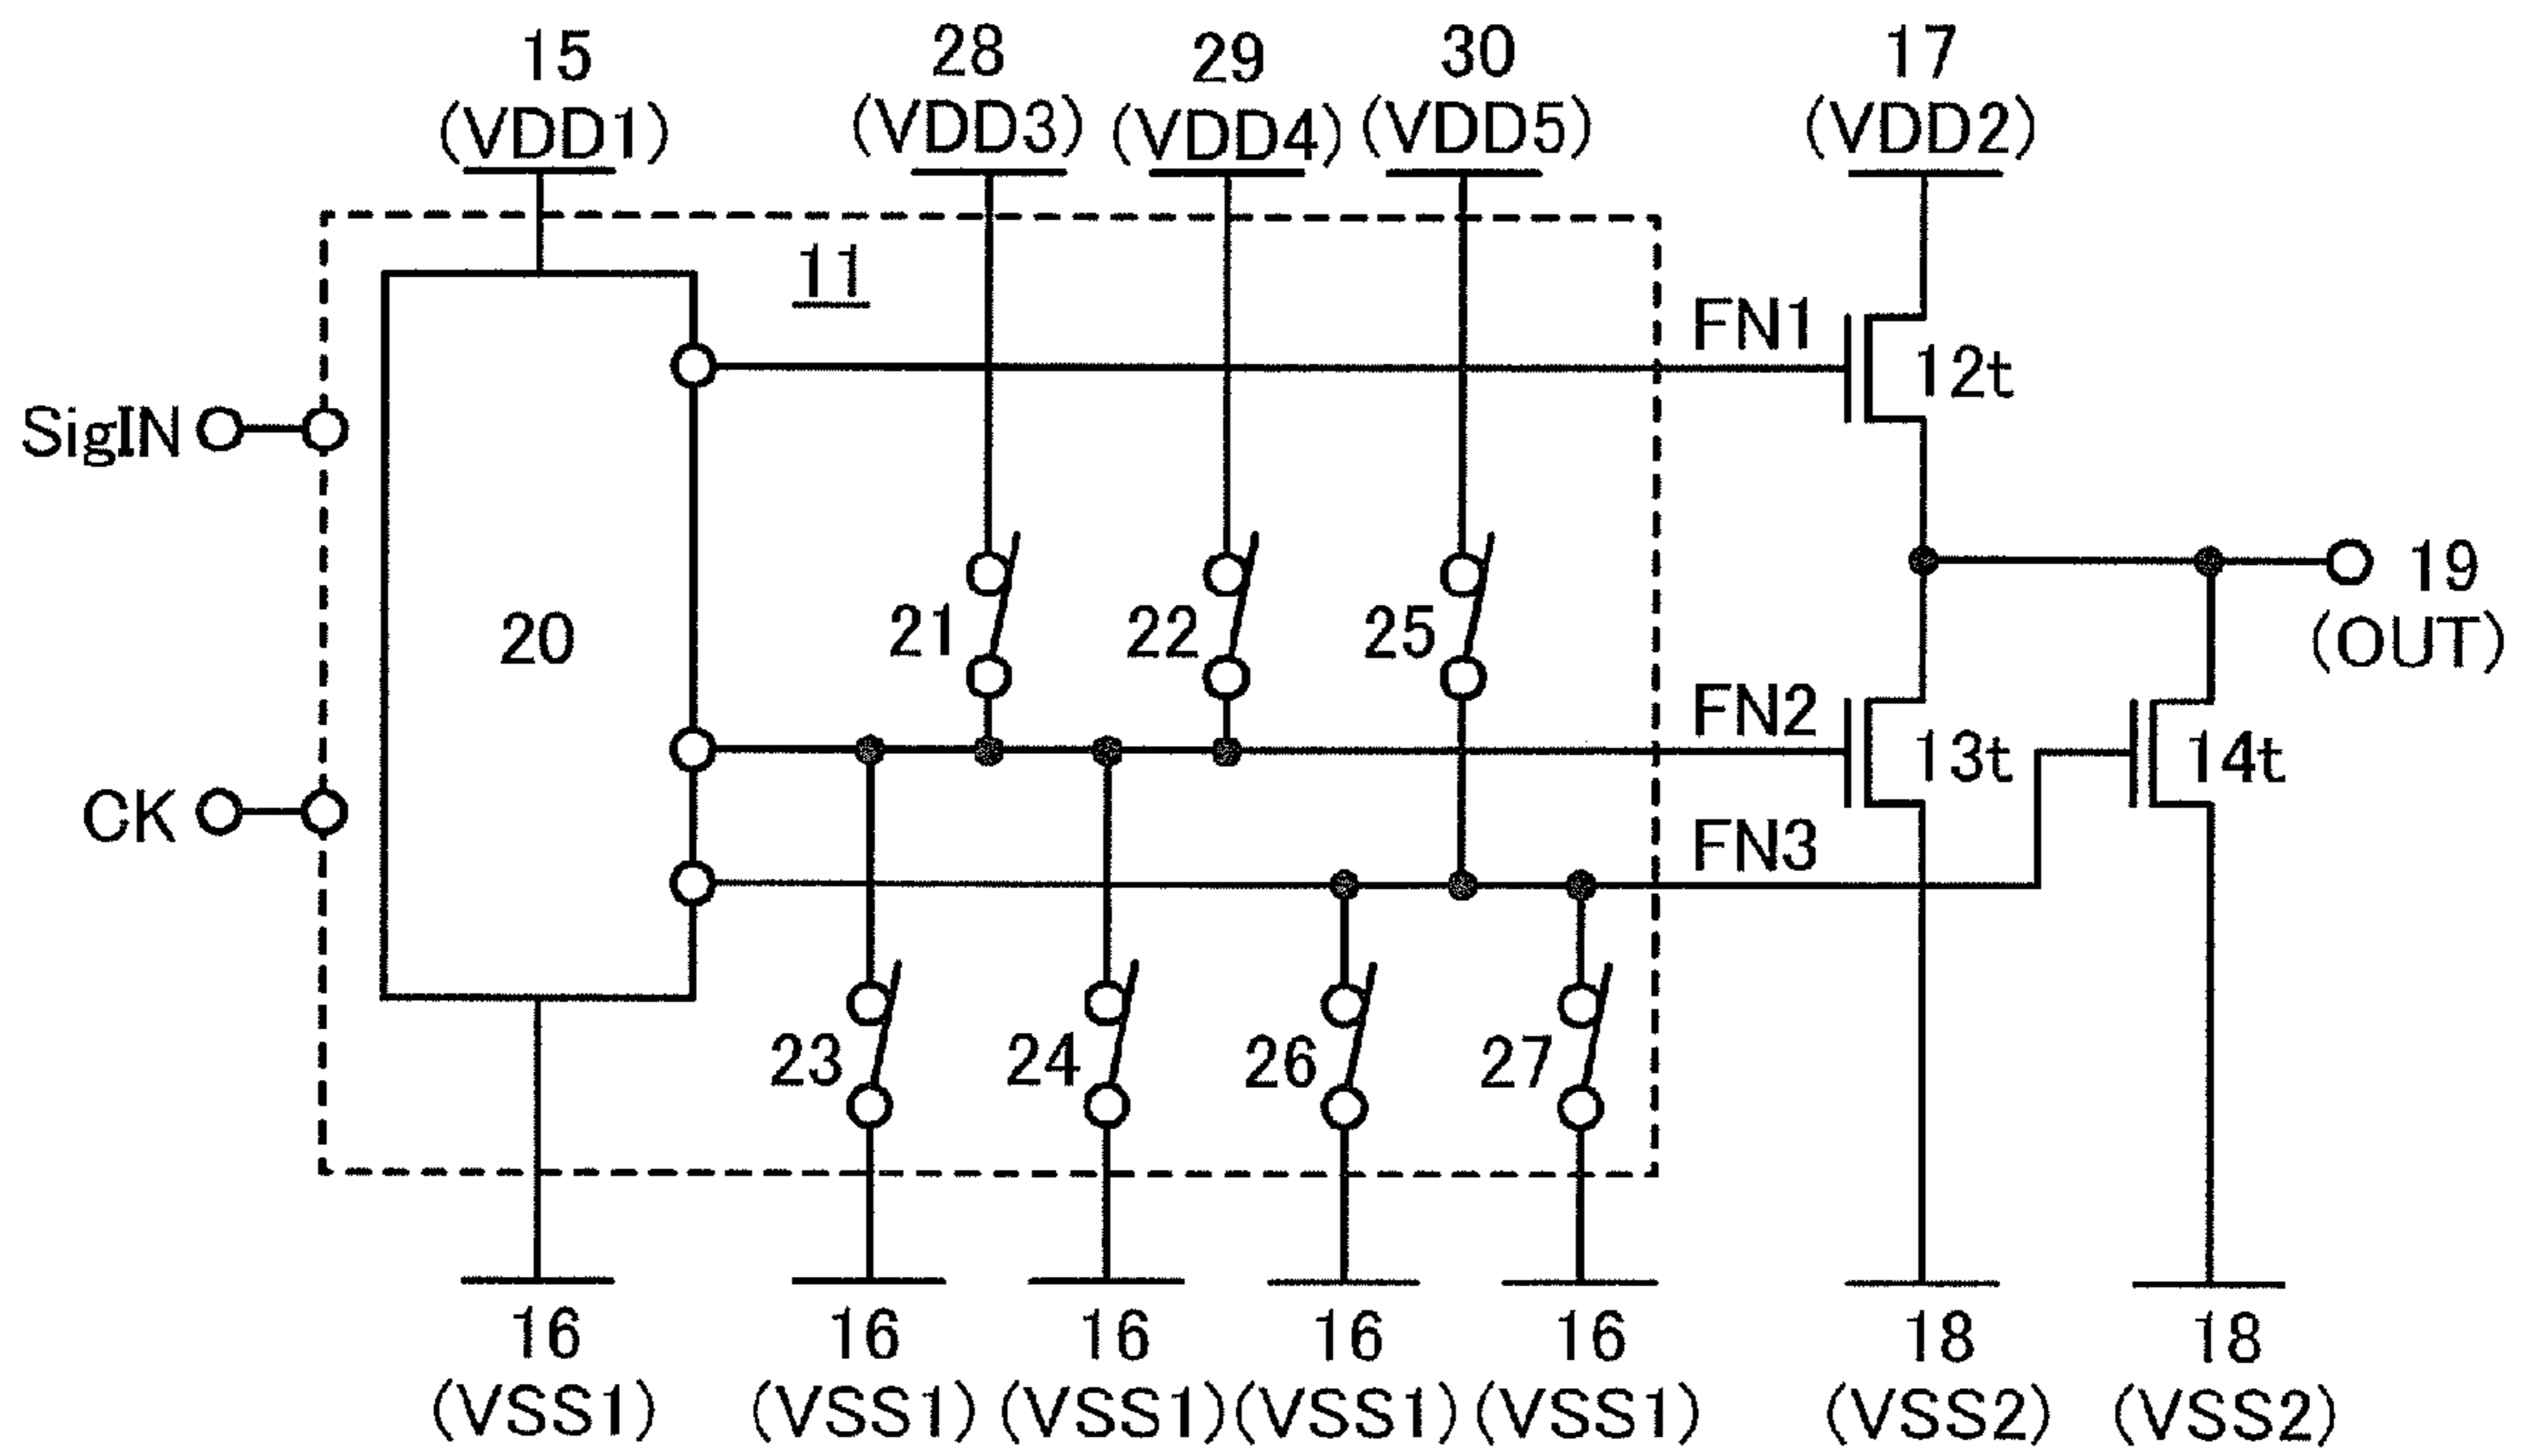 15 28 29 30 17
(VDD1) (VDD3) (VDD4) (VDD5) (VDD2)
11
FN1
12t
SigIN
19
(OUT)
20 21 22 25
FN2
13t 14t
CK
FN3
23 24 26 27
16 16 16 16 16 18 18
(VSS1) (VSS1) (VSS1) (VSS1) (VSS1) (VSS2) (VSS2)